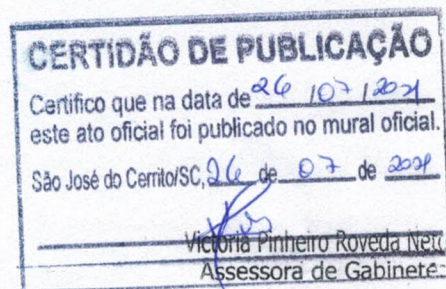 CERTIDÃO DE PUBLICAÇÃO
Certifico que na data de 26 / 07 / 2021
este ato oficial foi publicado no mural oficial.
São José do Cerrito/SC, 26 de 07 de 2021
Victória Pinheiro Roveda Neto
Assessora de Gabinete